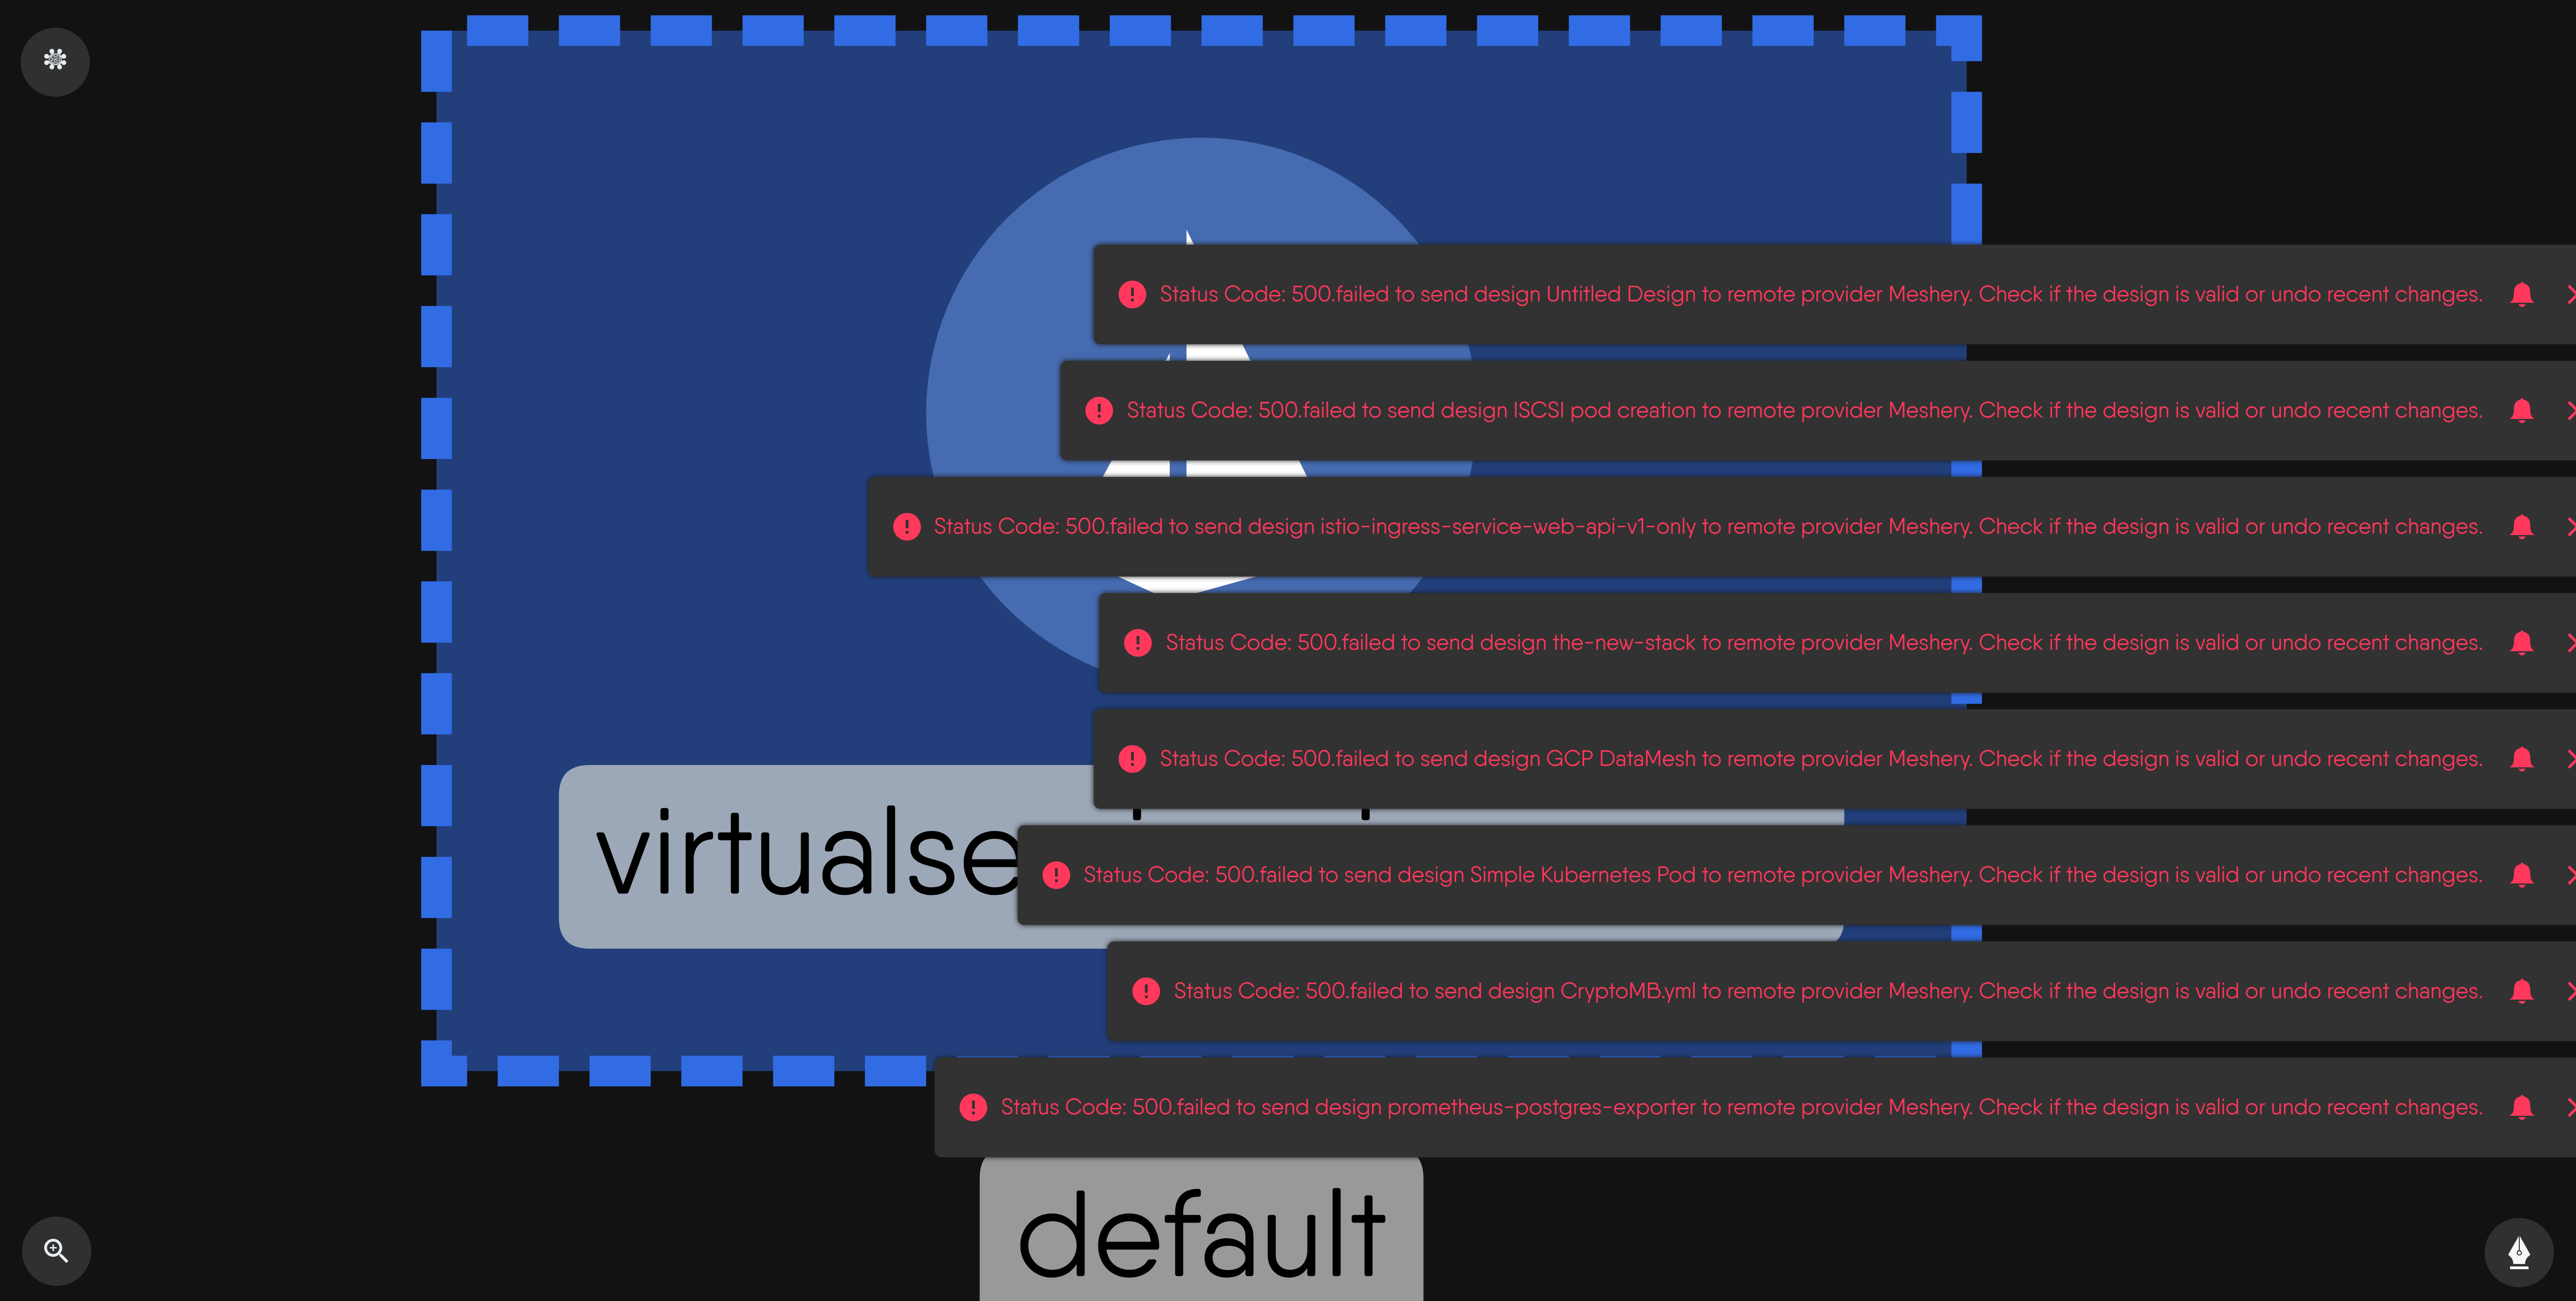 Status Code: 500.failed to send design Untitled Design to remote provider Meshery. Check if the design is valid or undo recent changes.
Status Code: 500.failed to send design ISCSI pod creation to remote provider Meshery. Check if the design is valid or undo recent changes.
Status Code: 500.failed to send design istio-ingress-service-web-api-v1-only to remote provider Meshery. Check if the design is valid or undo recent changes.
Status Code: 500.failed to send design the-new-stack to remote provider Meshery. Check if the design is valid or undo recent changes.
Status Code: 500.failed to send design GCP DataMesh to remote provider Meshery. Check if the design is valid or undo recent changes.
virtualse
Status Code: 500.failed to send design Simple Kubernetes Pod to remote provider Meshery. Check if the design is valid or undo recent changes.
Status Code: 500.failed to send design CryptoMB.yml to remote provider Meshery. Check if the design is valid or undo recent changes.
Status Code: 500.failed to send design prometheus-postgres-exporter to remote provider Meshery. Check if the design is valid or undo recent changes.
default